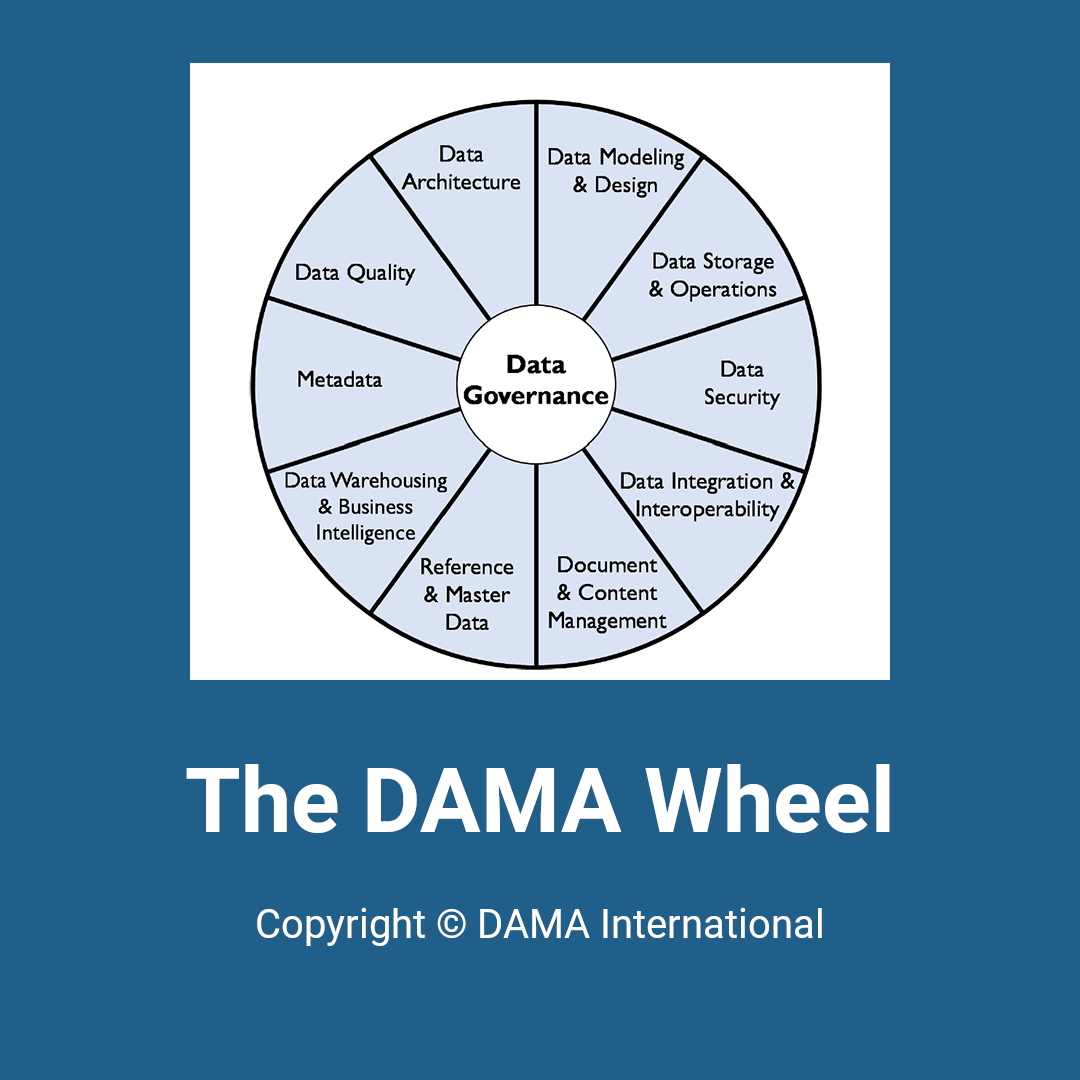 Data
Architecture
Data Modeling
& Design
Data Storage
& Operations
Data
Security
Data Integration &
Interoperability
Document
& Content
Management
Reference
& Master
Data
Data Warehousing
& Business
Intelligence
Metadata
Data Quality
Data
Governance
The DAMA Wheel
Copyright © DAMA International